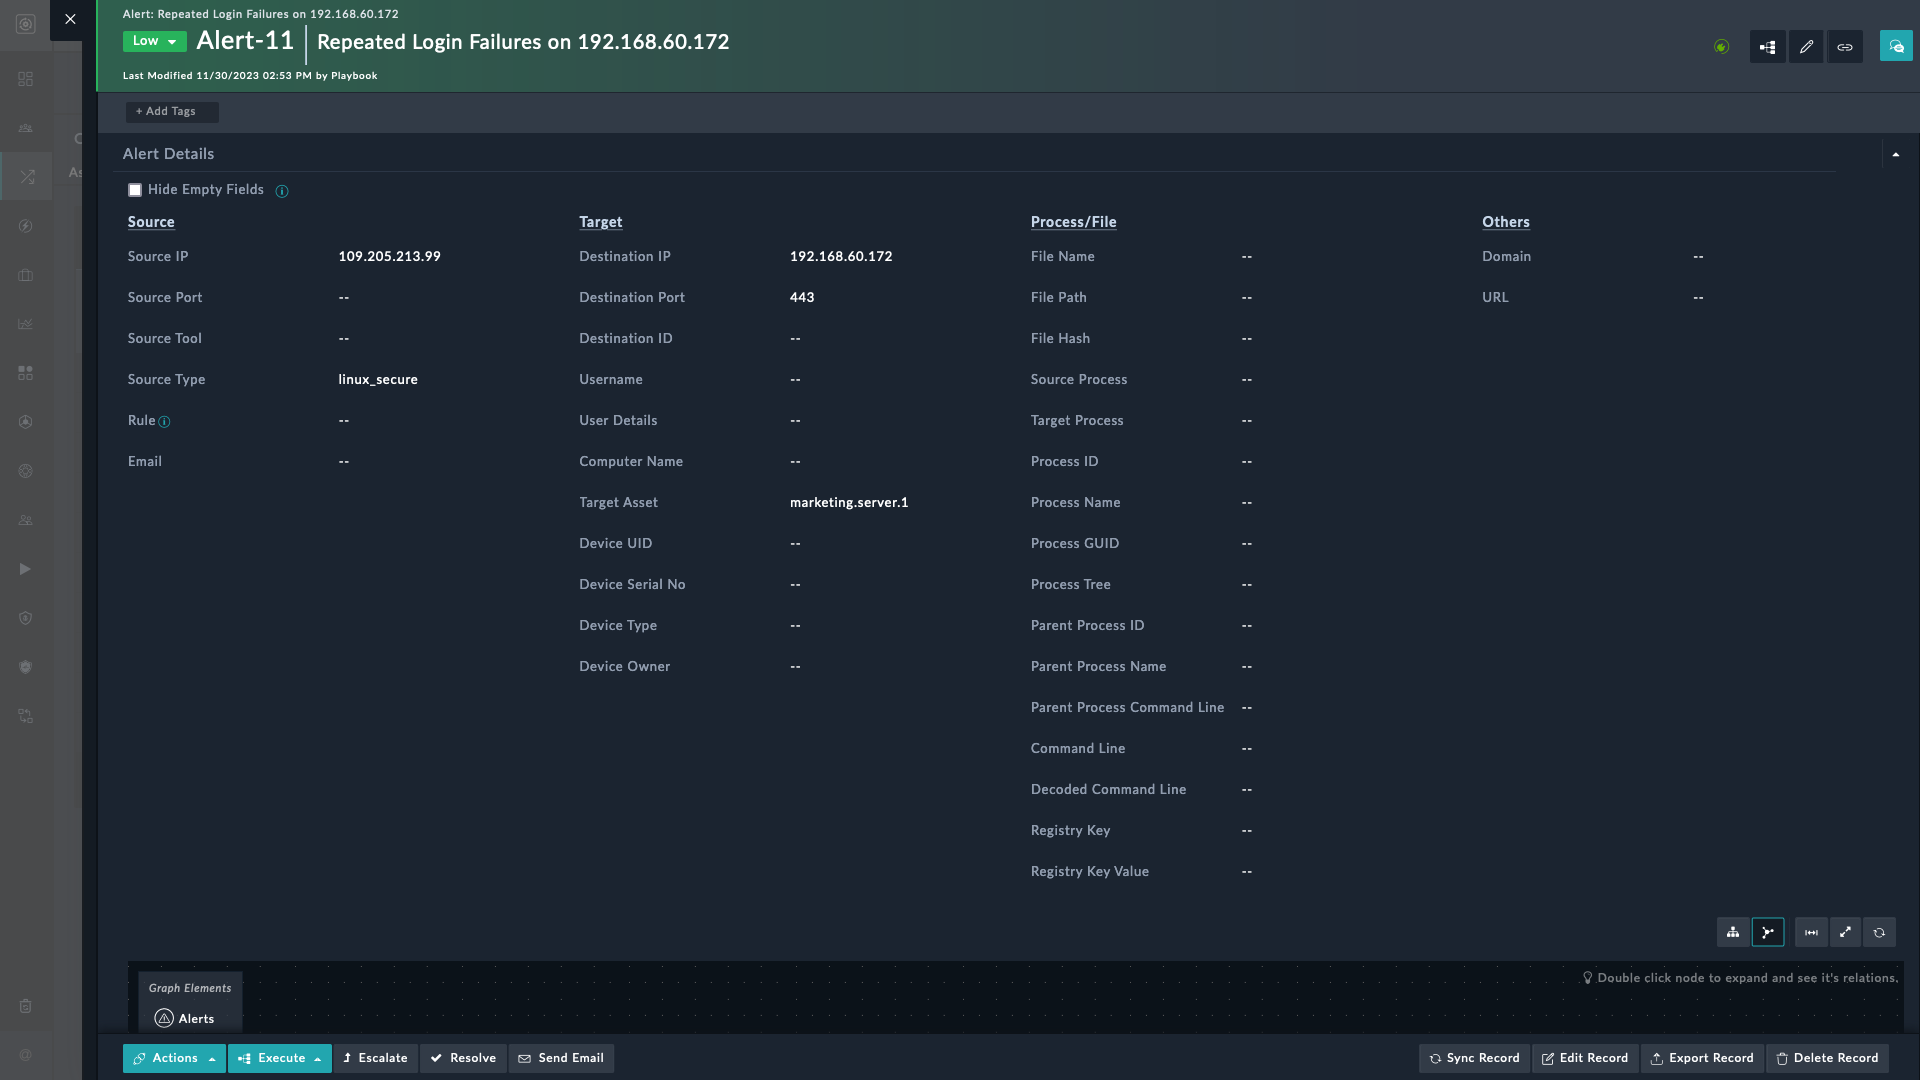 Alert: Repeated Login Failures on 192.168.60.172
Low
Alert-11
Repeated Login Failures on 192.168.60.172
Last Modified 11/30/2023 02:53 PM by Playbook
+ Add Tags
As
Alert Details
Hide Empty Fields
Source
Source IP 109.205.213.99
Source Port --
Source Tool --
Source Type linux_secure
Rule --
Email --
Target
Destination IP 192.168.60.172
Destination Port 443
Destination ID --
Username --
User Details --
Computer Name --
Target Asset marketing.server.1
Device UID --
Device Serial No --
Device Type --
Device Owner --
Process/File
File Name --
File Path --
File Hash --
Source Process --
Target Process --
Process ID --
Process Name --
Process GUID --
Process Tree --
Parent Process ID --
Parent Process Name --
Parent Process Command Line --
Command Line --
Decoded Command Line --
Registry Key --
Registry Key Value --
Others
Domain --
URL --
Double click node to expand and see it's relations.
Graph Elements
Alerts
Actions
Execute
Escalate
Resolve
Send Email
Sync Record
Edit Record
Export Record
Delete Record